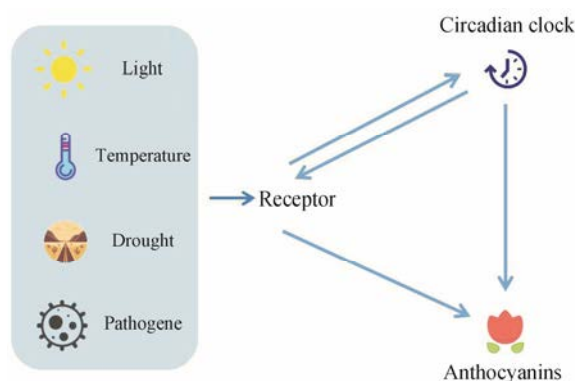 Circadian clock
Light
Temperature
Receptor
Drought
Pathogene
Anthocyanins